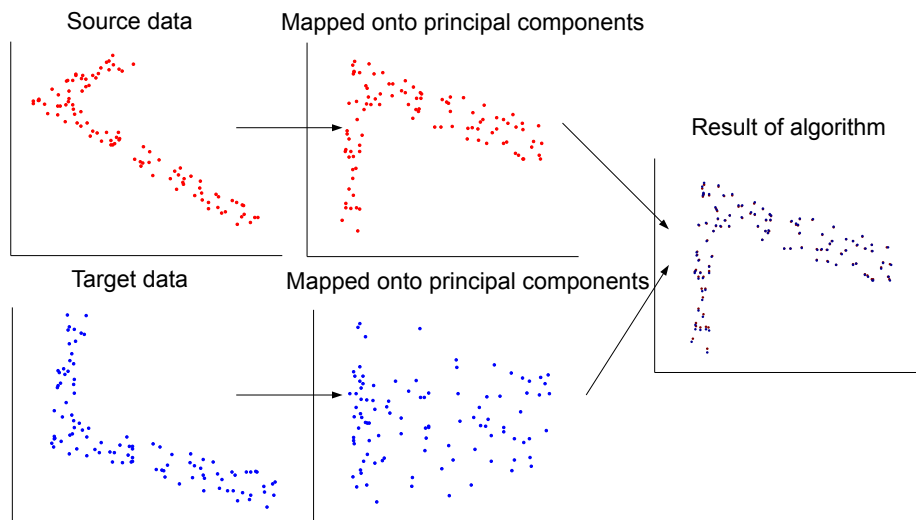 Source data
Mapped onto principal components
Result of algorithm
Target data
Mapped onto principal components